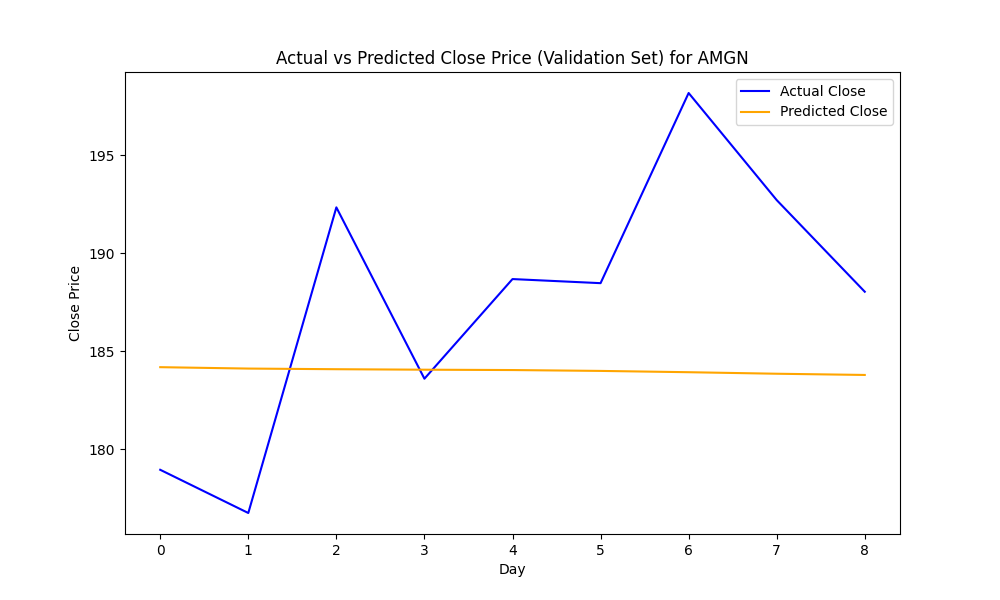 Actual vs Predicted Close Price (Validation Set) for AMGN
Actual Close
Predicted Close
195
190
185
180
Close Price
0 1 2 3 4 5 6 7 8
Day